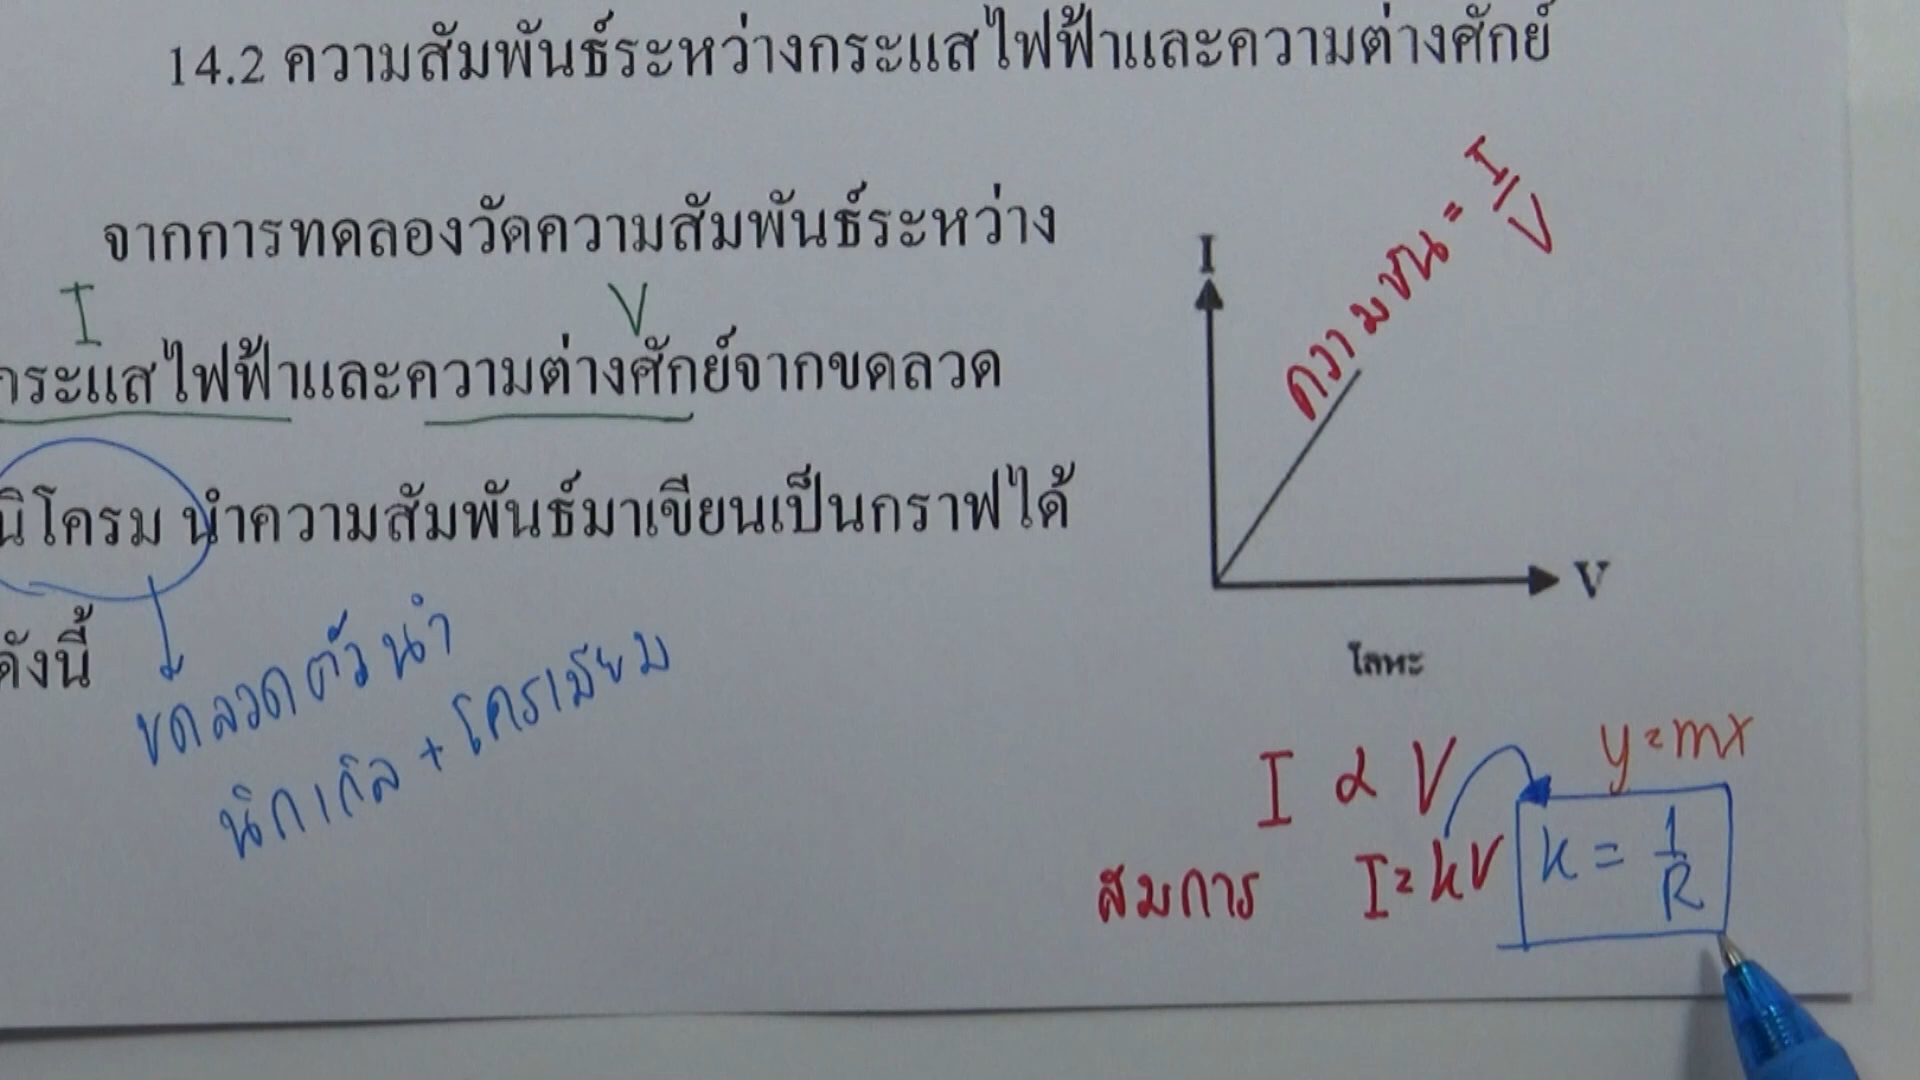 14.2 ความสัมพันธ์ระหว่างกระแสไฟฟ้าและความต่างศักย์
จากการทดลองวัดความสัมพันธ์ระหว่าง
I V
กระแสไฟฟ้าและความต่างศักย์จากขดลวด
นิโครม นำความสัมพันธ์มาเขียนเป็นกราฟได้
ดังนี้
ขดลวดตัวนำ
นิกเกิล + โครเมียม
ความชัน = I/V
I
V
โลหะ
I α V
y = mx
สมการ I = kV
k = 1/R